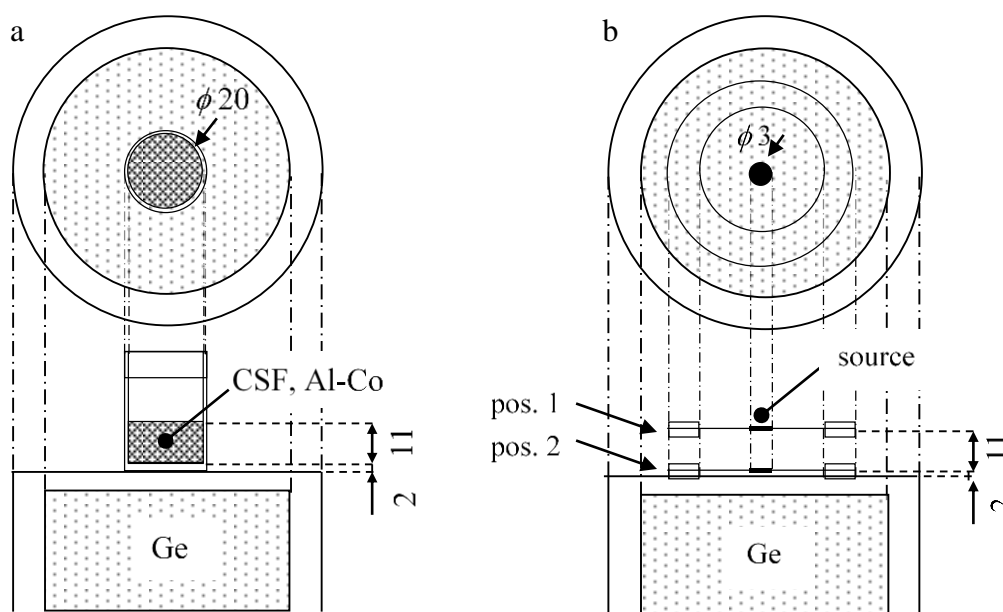 a
ϕ 20
CSF, Al-Co
11
2
Ge
b
ϕ 3
source
pos. 1
pos. 2
11
2
Ge